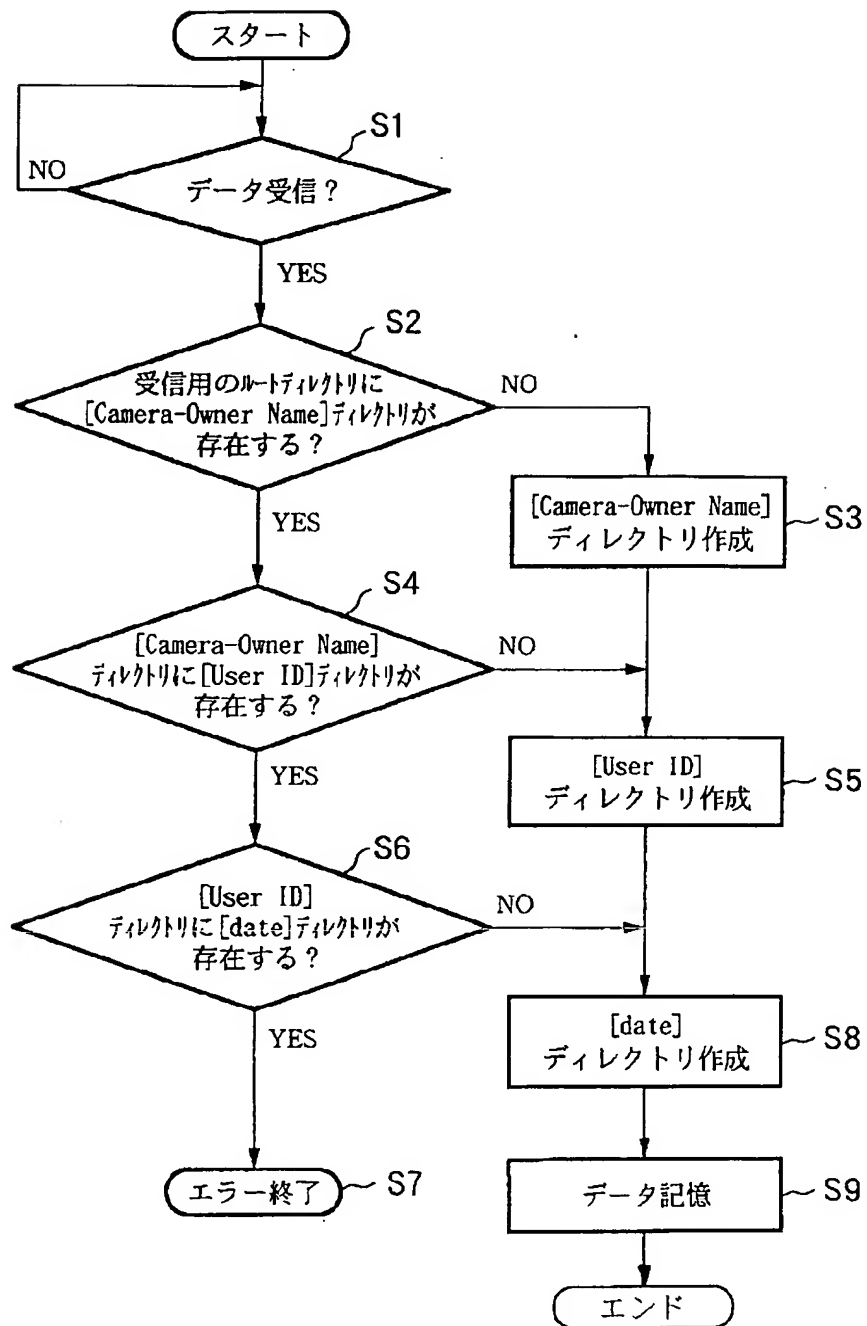 スタート
S1
NO
データ受信?
YES
S2
受信用のルートディレクトリに
NO
[Camera-Owner Name]ディレクトリが
存在する?
[Camera-Owner Name]
S3
ディレクトリ作成
YES
S4
[Camera-Owner Name]
NO
ディレクトリに[User ID]ディレクトリが
存在する?
[User ID]
S5
ディレクトリ作成
YES
S6
[User ID]
NO
ディレクトリに[date]ディレクトリが
存在する?
[date]
S8
ディレクトリ作成
YES
エラー終了
S7
データ記憶
S9
エンド